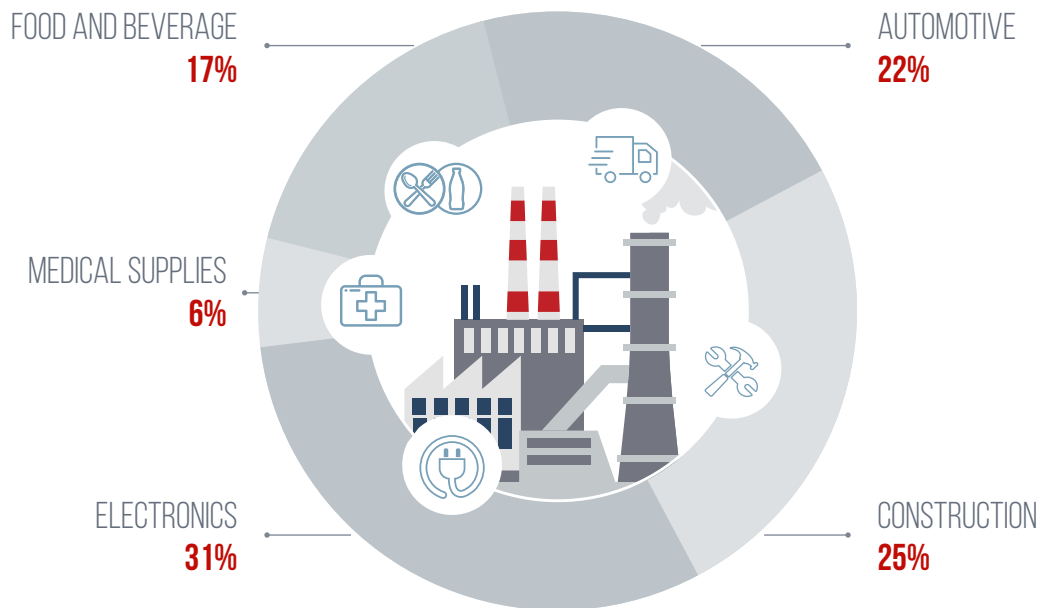 FOOD AND BEVERAGE
17%
AUTOMOTIVE
22%
MEDICAL SUPPLIES
6%
ELECTRONICS
31%
CONSTRUCTION
25%